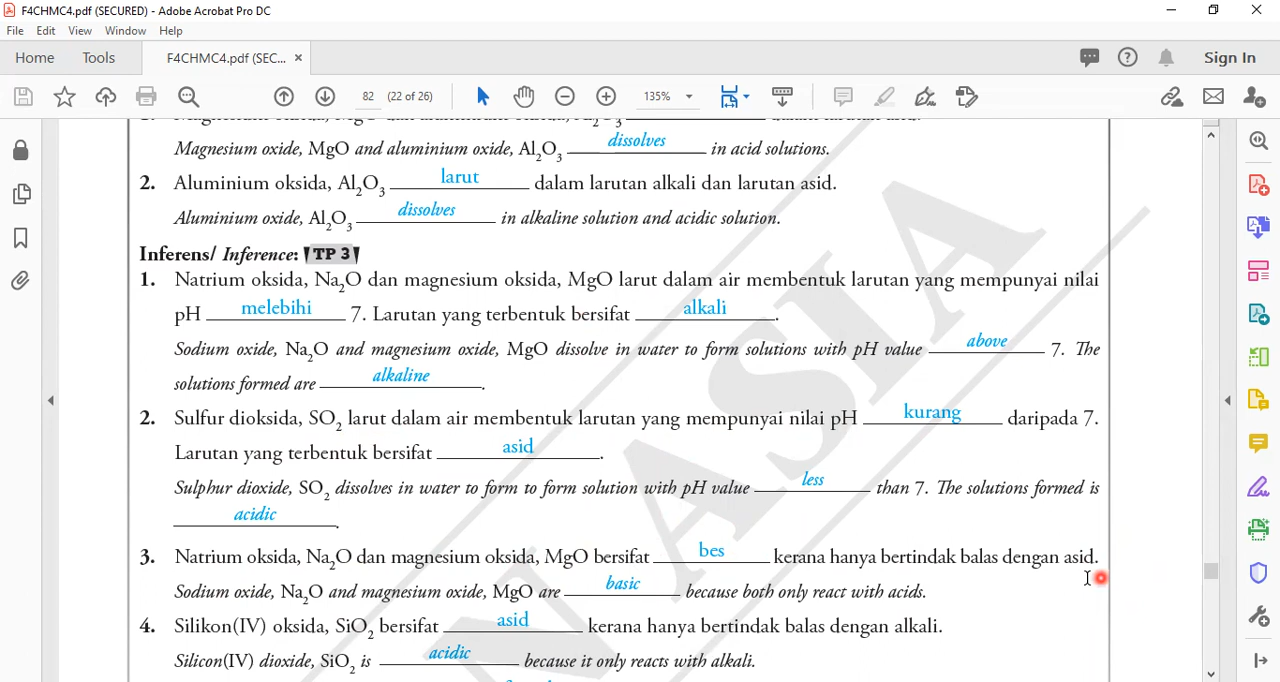 F4CHMC4.pdf (SECURED) - Adobe Acrobat Pro DC
File Edit View Window Help
Home Tools F4CHMC4.pdf (SEC... × Sign In
82 (22 of 26) 135%
Magnesium oxide, MgO and aluminium oxide, Al2O3 dissolves in acid solutions.
2. Aluminium oksida, Al2O3 larut dalam larutan alkali dan larutan asid.
Aluminium oxide, Al2O3 dissolves in alkaline solution and acidic solution.
Inferens/ Inference: TP 3
1. Natrium oksida, Na2O dan magnesium oksida, MgO larut dalam air membentuk larutan yang mempunyai nilai
pH melebihi 7. Larutan yang terbentuk bersifat alkali.
Sodium oxide, Na2O and magnesium oxide, MgO dissolve in water to form solutions with pH value above 7. The
solutions formed are alkaline.
2. Sulfur dioksida, SO2 larut dalam air membentuk larutan yang mempunyai nilai pH kurang daripada 7.
Larutan yang terbentuk bersifat asid.
Sulphur dioxide, SO2 dissolves in water to form to form solution with pH value less than 7. The solutions formed is
acidic.
3. Natrium oksida, Na2O dan magnesium oksida, MgO bersifat bes kerana hanya bertindak balas dengan asid.
Sodium oxide, Na2O and magnesium oxide, MgO are basic because both only react with acids.
4. Silikon(IV) oksida, SiO2 bersifat asid kerana hanya bertindak balas dengan alkali.
Silicon(IV) dioxide, SiO2 is acidic because it only reacts with alkali.
N ASIA